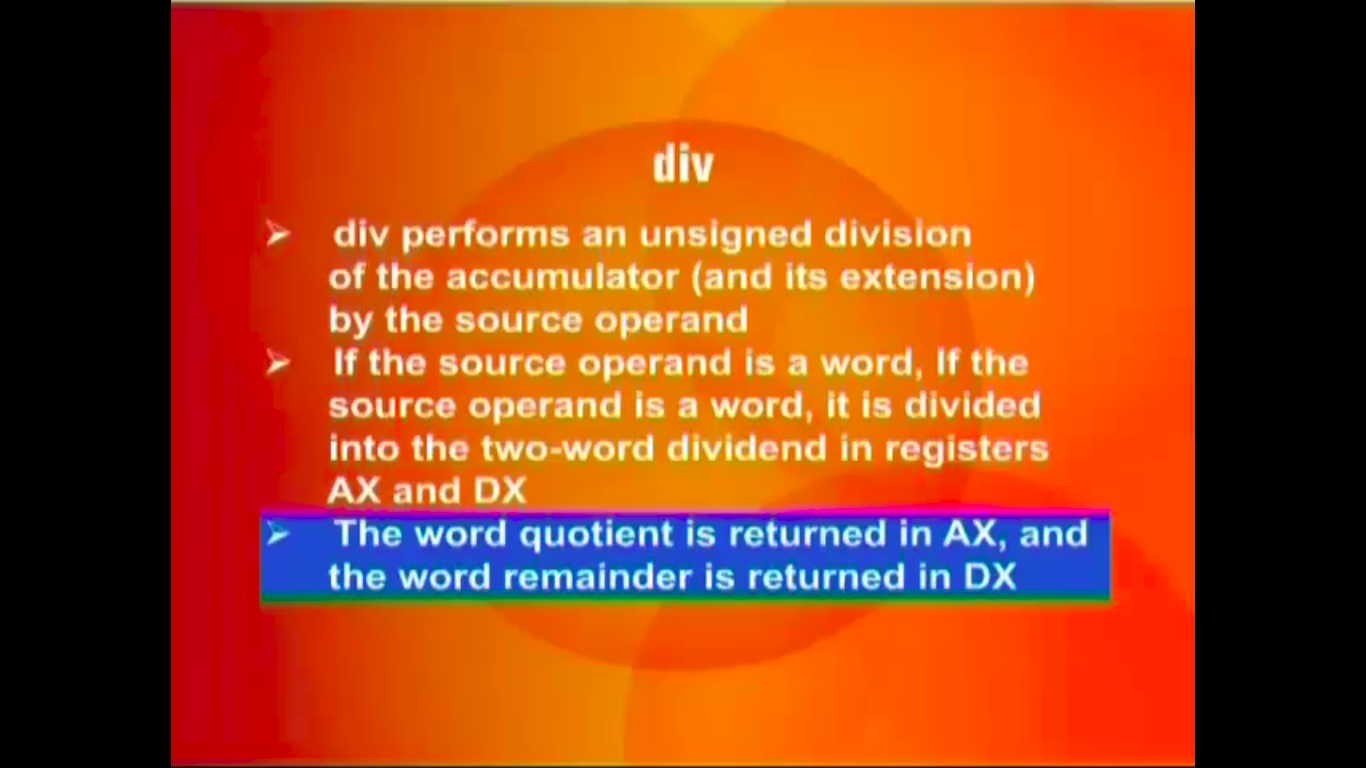 div
➢ div performs an unsigned division
of the accumulator (and its extension)
by the source operand
➢ If the source operand is a word, If the
source operand is a word, it is divided
into the two-word dividend in registers
AX and DX
➢ The word quotient is returned in AX, and
the word remainder is returned in DX